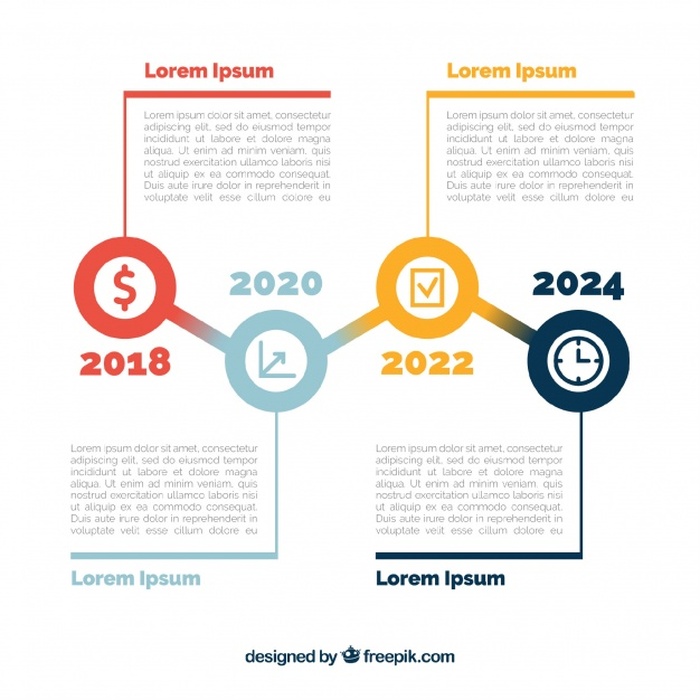 Lorem Ipsum
Lorem ipsum dolor sit amet, consectetur
adipiscing elit, sed do eiusmod tempor
incididunt ut labore et dolore magna
aliqua. Ut enim ad minim veniam, quis
nostrud exercitation ullamco laboris nisi
ut aliquip ex ea commodo consequat.
Duis aute irure dolor in reprehenderit in
voluptate velit esse cillum dolore eu
2018
2020
Lorem ipsum dolor sit amet, consectetur
adipiscing elit, sed do eiusmod tempor
incididunt ut labore et dolore magna
aliqua. Ut enim ad minim veniam, quis
nostrud exercitation ullamco laboris nisi
ut aliquip ex ea commodo consequat.
Duis aute irure dolor in reprehenderit in
voluptate velit esse cillum dolore eu
Lorem Ipsum
Lorem Ipsum
Lorem ipsum dolor sit amet, consectetur
adipiscing elit, sed do eiusmod tempor
incididunt ut labore et dolore magna
aliqua. Ut enim ad minim veniam, quis
nostrud exercitation ullamco laboris nisi
ut aliquip ex ea commodo consequat.
Duis aute irure dolor in reprehenderit in
voluptate velit esse cillum dolore eu
2022
2024
Lorem ipsum dolor sit amet, consectetur
adipiscing elit, sed do eiusmod tempor
incididunt ut labore et dolore magna
aliqua. Ut enim ad minim veniam, quis
nostrud exercitation ullamco laboris nisi
ut aliquip ex ea commodo consequat.
Duis aute irure dolor in reprehenderit in
voluptate velit esse cillum dolore eu
Lorem Ipsum
designed by freepik.com